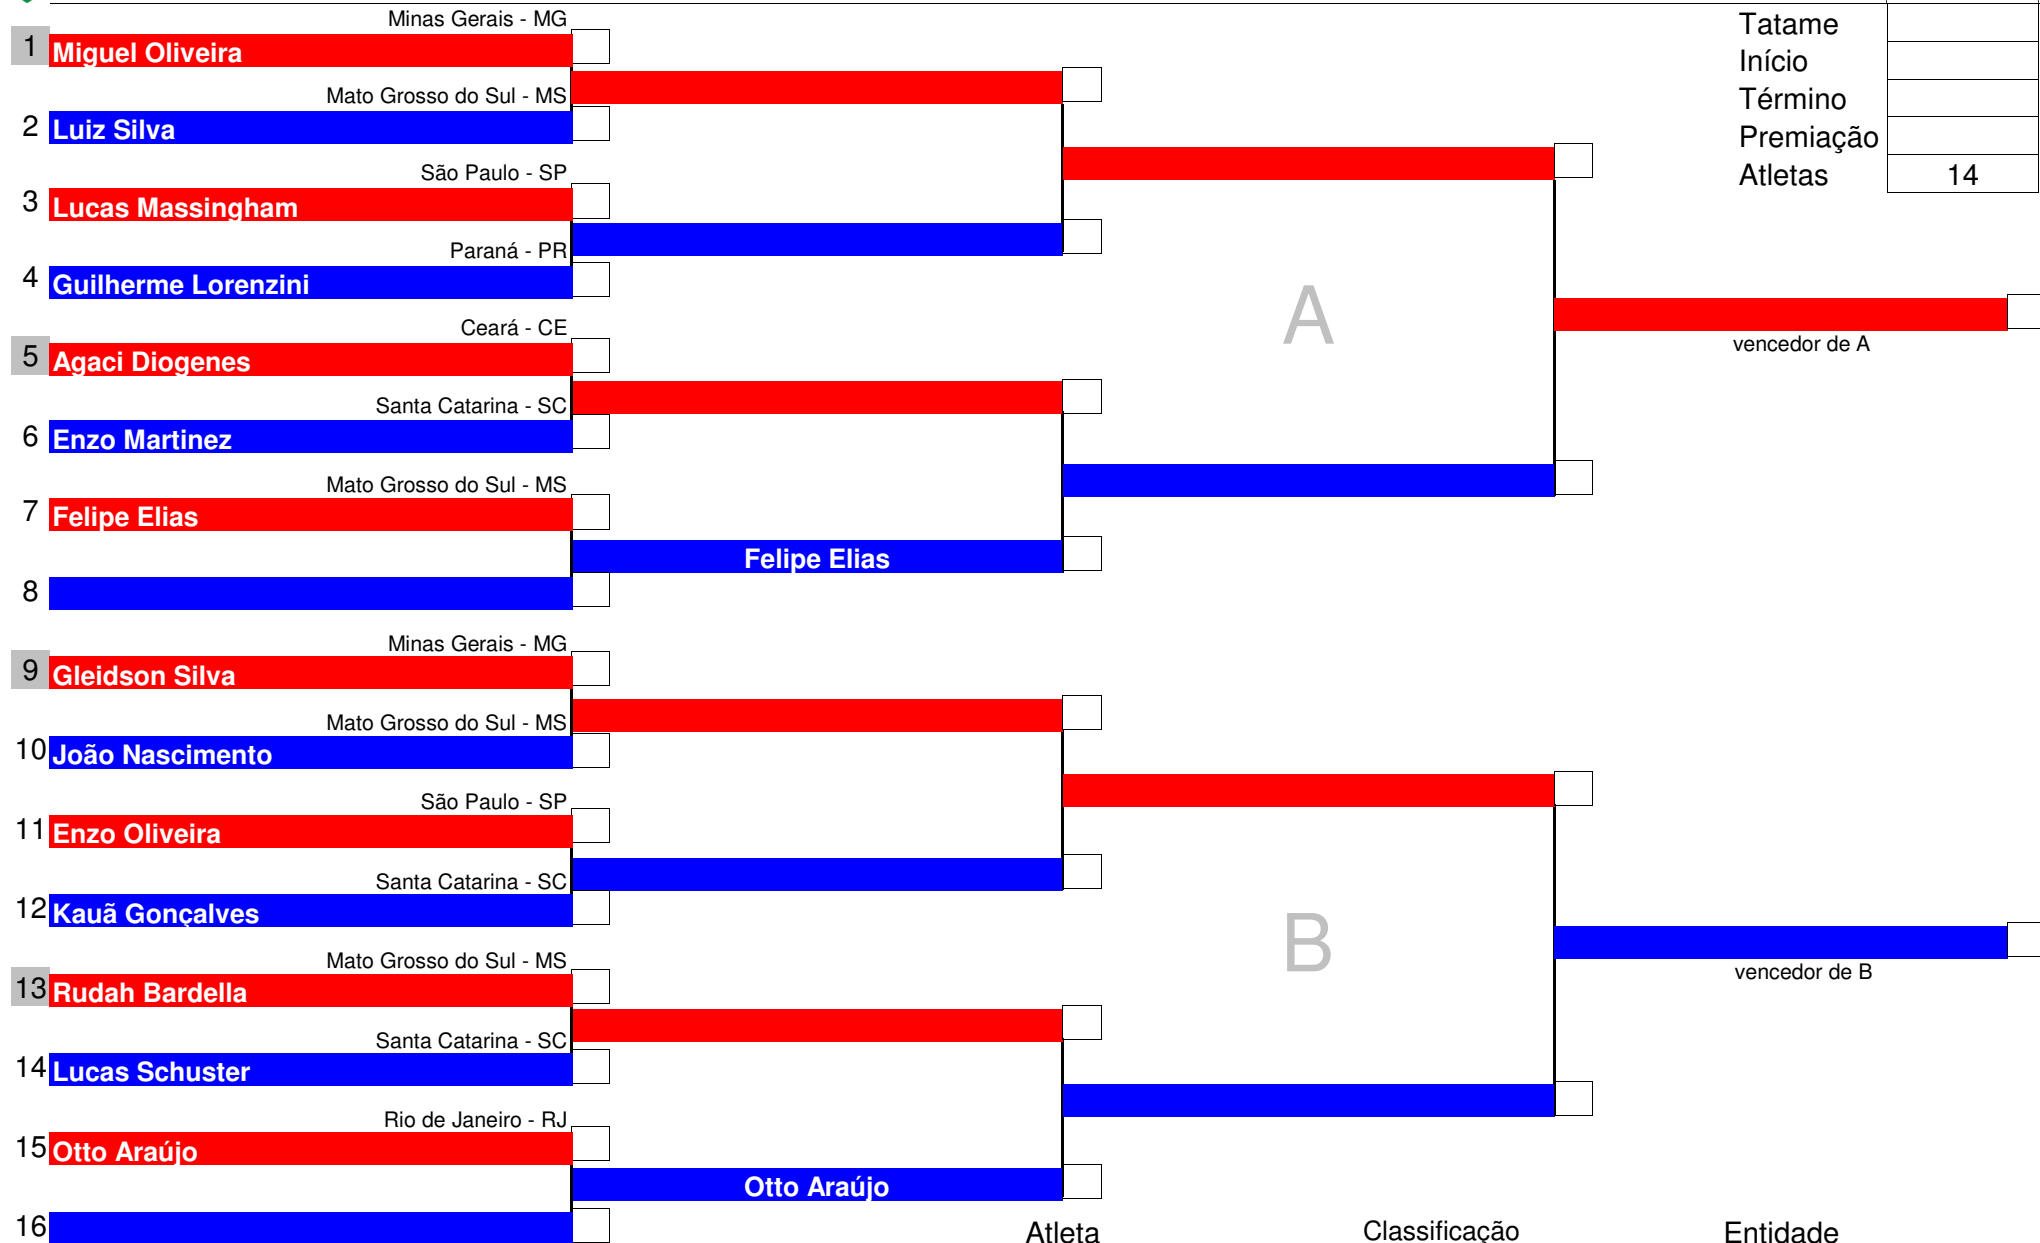 Minas Gerais - MG
1 Miguel Oliveira
Mato Grosso do Sul - MS
2 Luiz Silva
São Paulo - SP
3 Lucas Massingham
Paraná - PR
4 Guilherme Lorenzini
Ceará - CE
5 Agaci Diogenes
Santa Catarina - SC
6 Enzo Martinez
Mato Grosso do Sul - MS
7 Felipe Elias
Felipe Elias
8
Minas Gerais - MG
9 Gleidson Silva
Mato Grosso do Sul - MS
10 João Nascimento
São Paulo - SP
11 Enzo Oliveira
Santa Catarina - SC
12 Kauã Gonçalves
Mato Grosso do Sul - MS
13 Rudah Bardella
Santa Catarina - SC
14 Lucas Schuster
Rio de Janeiro - RJ
15 Otto Araújo
Otto Araújo
16
A
vencedor de A
B
vencedor de B
Tatame
Início
Término
Premiação
Atletas 14
Atleta Classificação Entidade